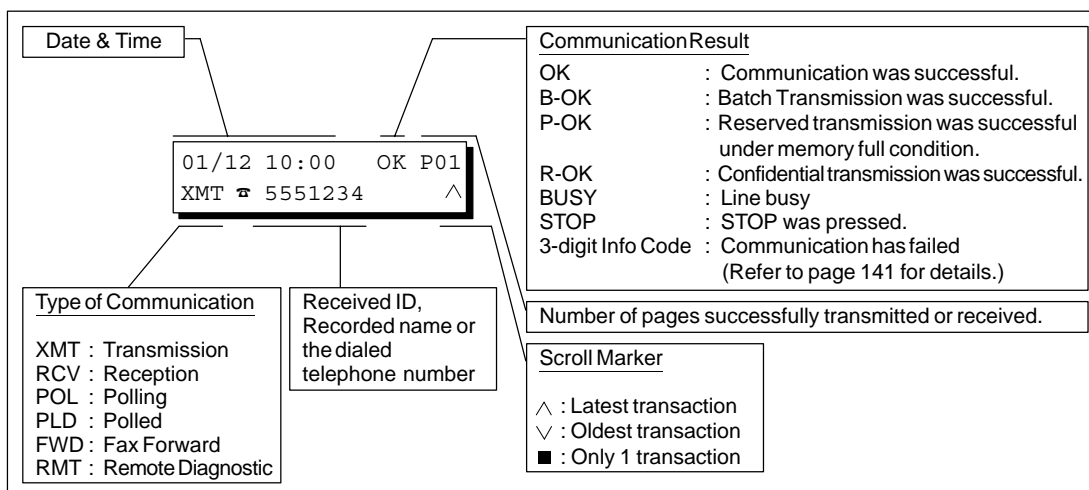 Date & Time
Communication Result
OK : Communication was successful.
B-OK : Batch Transmission was successful.
P-OK : Reserved transmission was successful
under memory full condition.
R-OK : Confidential transmission was successful.
BUSY : Line busy
STOP : STOP was pressed.
3-digit Info Code : Communication has failed
(Refer to page 141 for details.)
01/12 10:00 OK P01
XMT ☎ 5551234 ∧
Type of Communication
XMT : Transmission
RCV : Reception
POL : Polling
PLD : Polled
FWD : Fax Forward
RMT : Remote Diagnostic
Received ID,
Recorded name or
the dialed
telephone number
Number of pages successfully transmitted or received.
Scroll Marker
∧ : Latest transaction
∨ : Oldest transaction
■ : Only 1 transaction